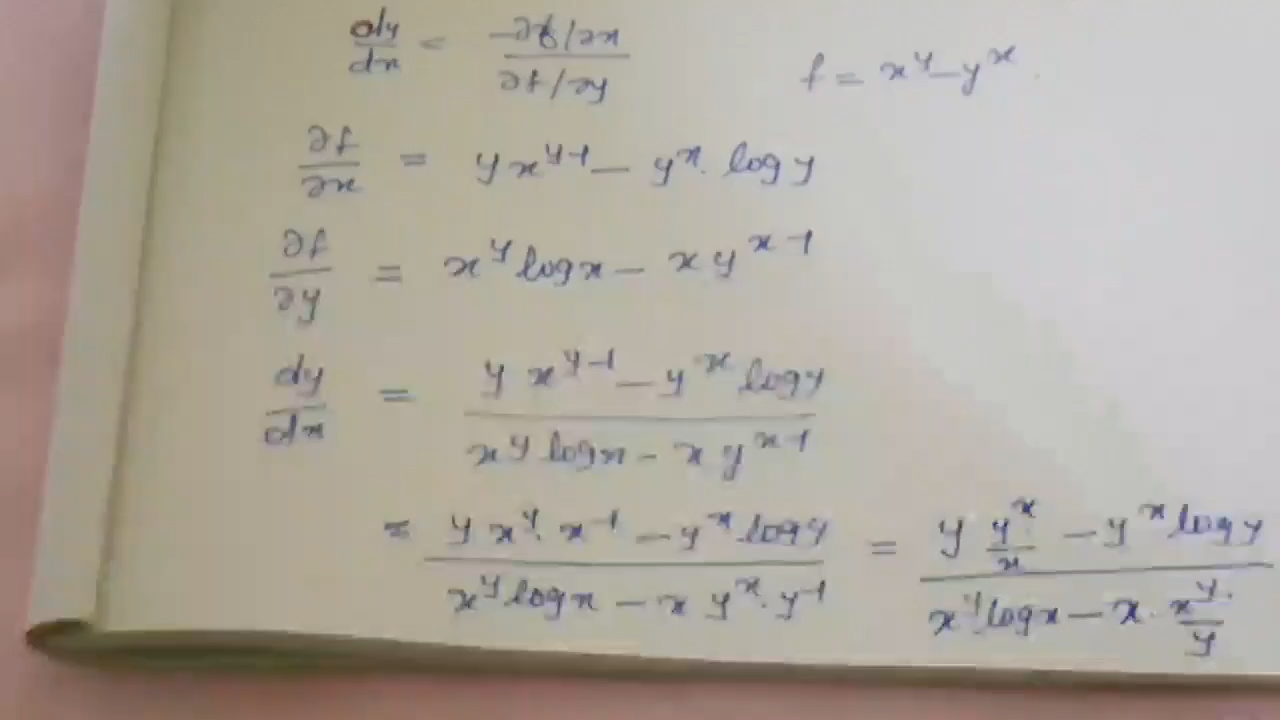 dy/dx = -∂f/∂x / ∂f/∂y    f = x^y - y^x.
∂f/∂x = y x^(y-1) - y^x. log y
∂f/∂y = x^y log x - x y^(x-1)
dy/dx = (y x^(y-1) - y^x log y) / (x^y log x - x y^(x-1))
= (y x^y. x^(-1) - y^x log y) / (x^y log x - x y^x. y^(-1)) = (y y^x/x - y^x log y) / (x^y log x - x. x^y./y)